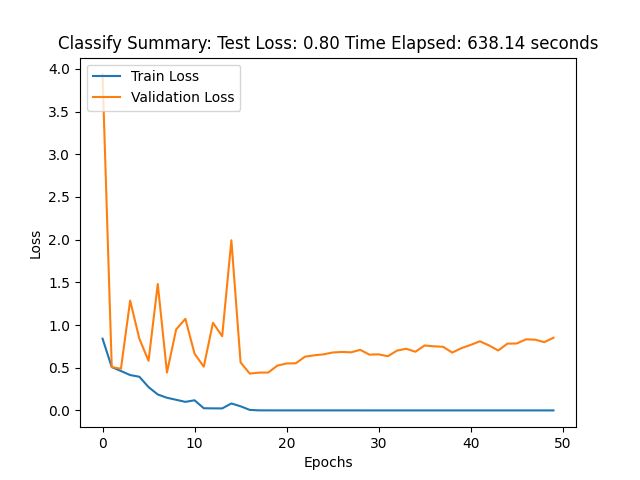 Classify Summary: Test Loss: 0.80 Time Elapsed: 638.14 seconds
Train Loss
Validation Loss
4.0
3.5
3.0
2.5
2.0
1.5
1.0
0.5
0.0
Loss
0 10 20 30 40 50
Epochs